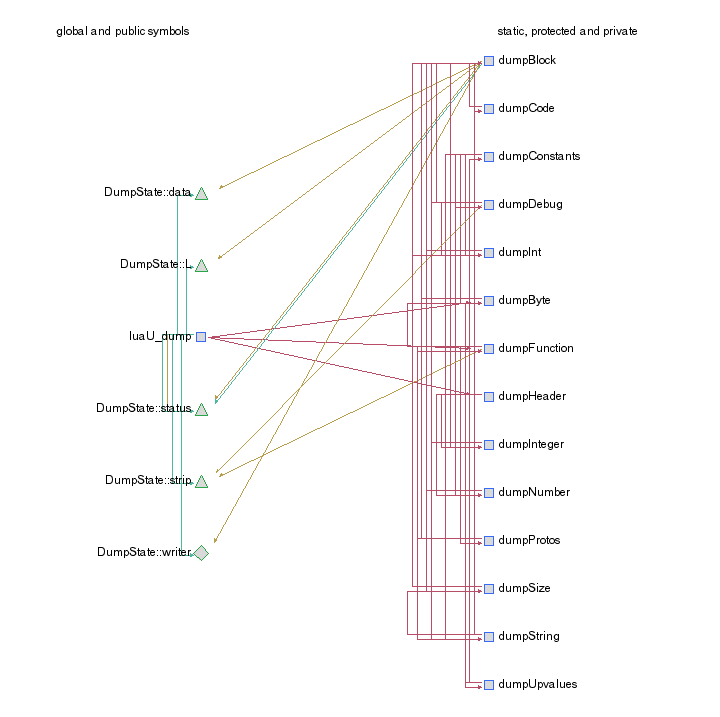 global and public symbols
static, protected and private
dumpBlock
dumpCode
dumpConstants
DumpState::data
dumpDebug
dumpInt
DumpState::L
dumpByte
luaU_dump
dumpFunction
dumpHeader
DumpState::status
dumpInteger
DumpState::strip
dumpNumber
dumpProtos
DumpState::writer
dumpSize
dumpString
dumpUpvalues